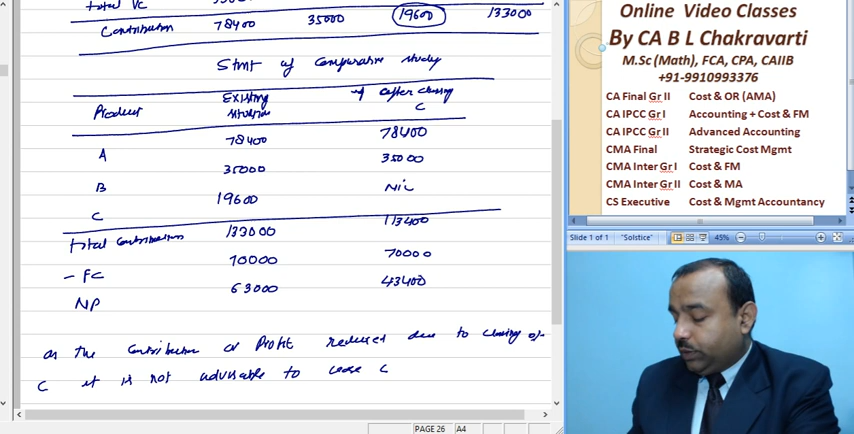 total VC
Contribution 78400 35000 19600 133000
Stmt of Comparative study
Product Existing situation if after closing C
A 78400 78400
B 35000 35000
C 19600 Nil
total Contribution 133000 113400
- FC 70000 70000
NP 63000 43400
as the Contribution or Profit reduced due to closing of
C it is not advisable to cease C
PAGE 26 A4
Online Video Classes
By CA B L Chakravarti
M.Sc (Math), FCA, CPA, CAIIB
+91-9910993376
CA Final Gr II Cost & OR (AMA)
CA IPCC Gr I Accounting + Cost & FM
CA IPCC Gr II Advanced Accounting
CMA Final Strategic Cost Mgmt
CMA Inter Gr I Cost & FM
CMA Inter Gr II Cost & MA
CS Executive Cost & Mgmt Accountancy
Slide 1 of 1 "Solstice" 45%